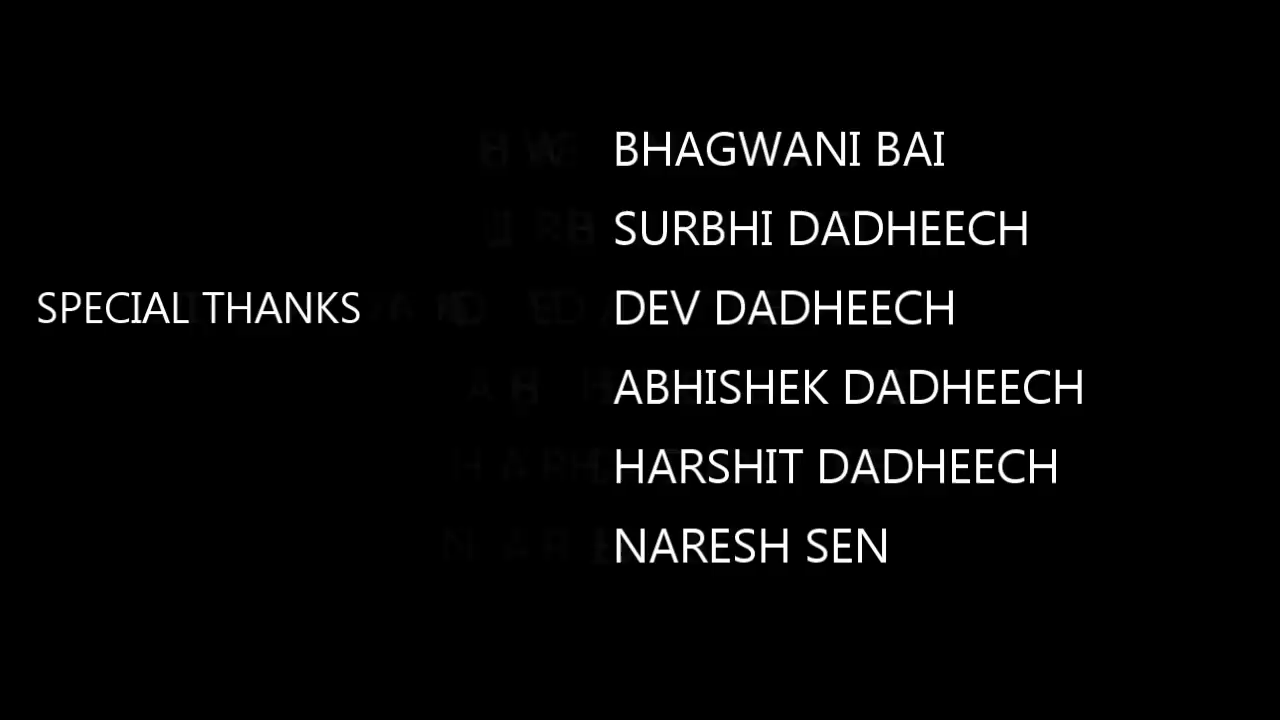 BHAGWANI BAI
SURBHI DADHEECH
SPECIAL THANKS DEV DADHEECH
ABHISHEK DADHEECH
HARSHIT DADHEECH
NARESH SEN